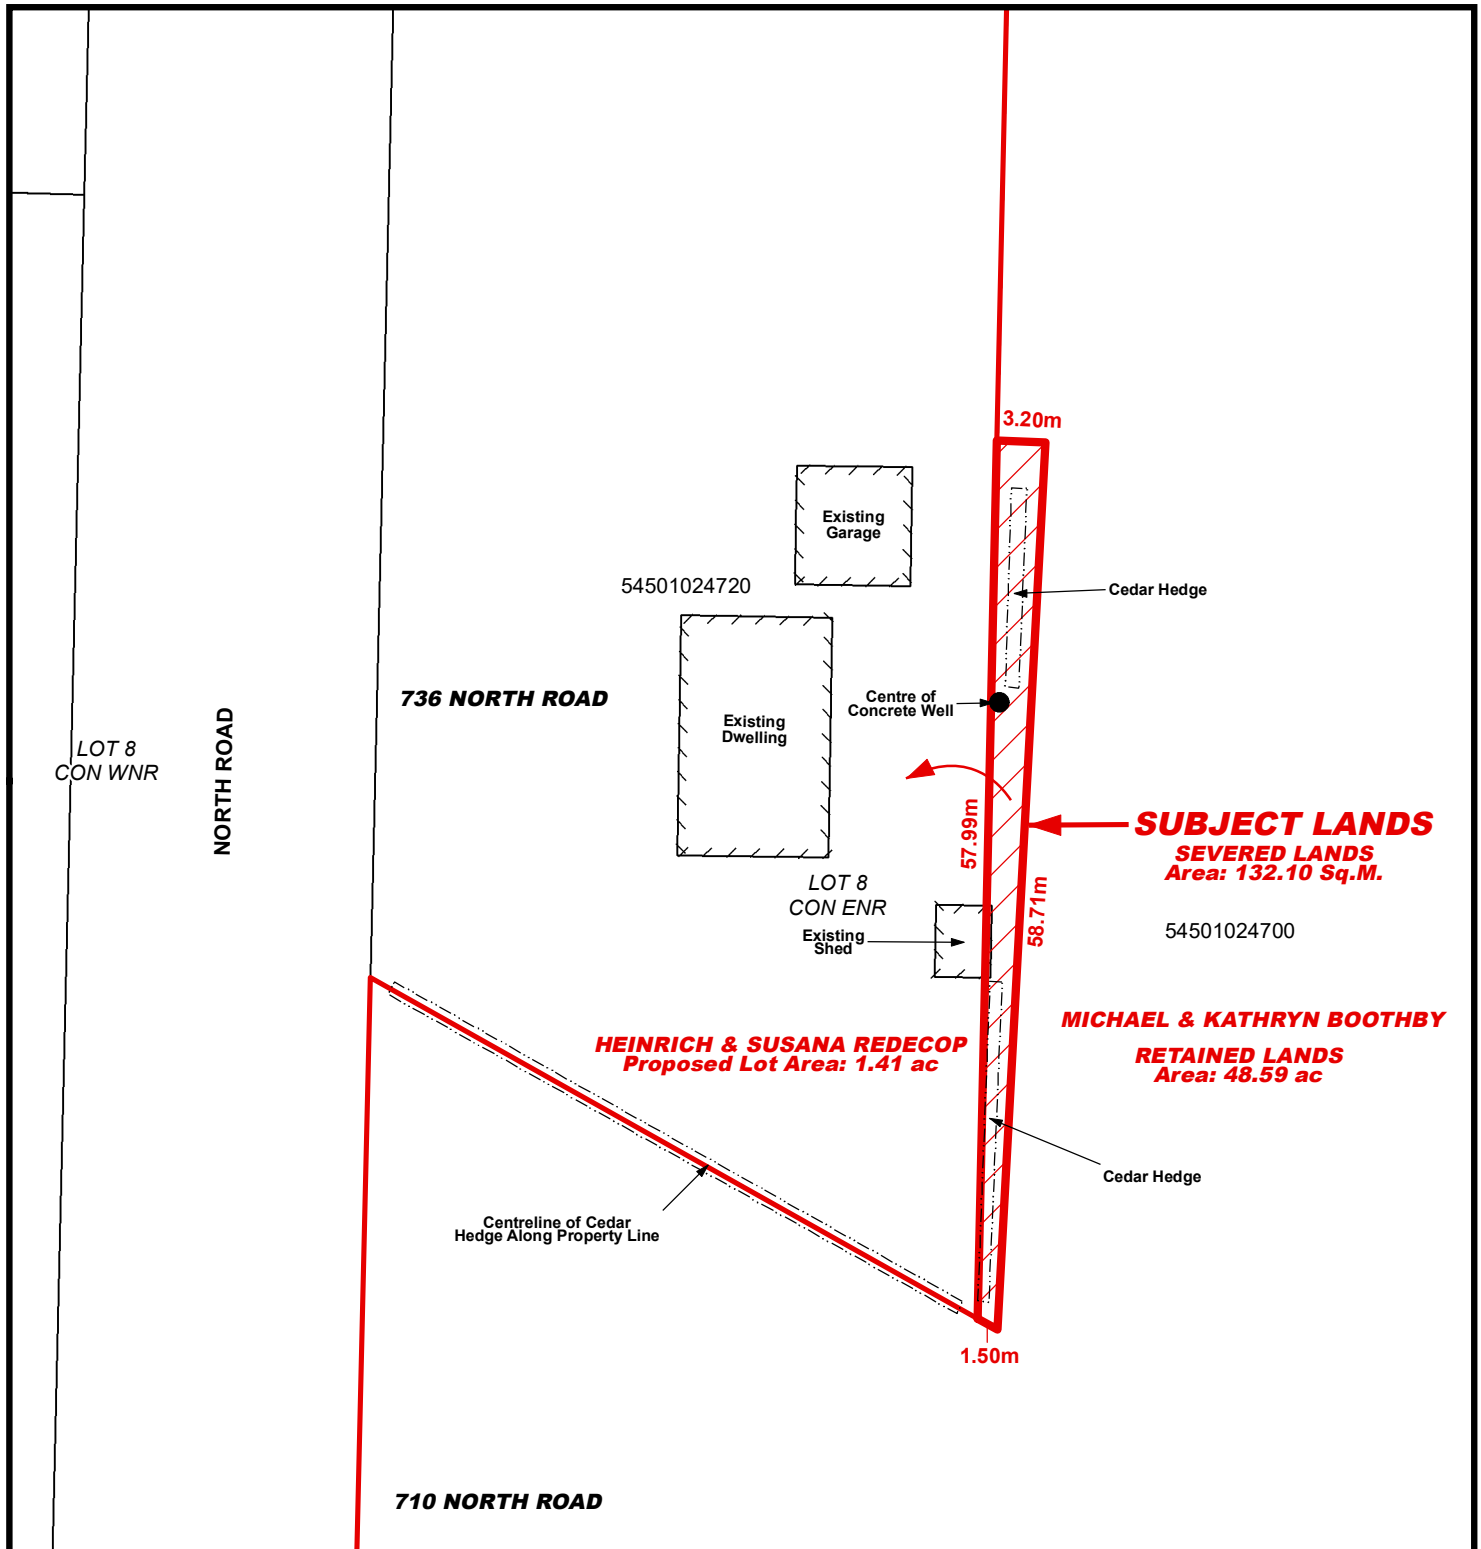 3.20m
Existing
Garage
54501024720
Cedar Hedge
736 NORTH ROAD
Centre of
Concrete Well
Existing
Dwelling
LOT 8
CON WNR
NORTH ROAD
57.99m
SUBJECT LANDS
SEVERED LANDS
Area: 132.10 Sq.M.
LOT 8
CON ENR
58.71m
54501024700
Existing
Shed
MICHAEL & KATHRYN BOOTHBY
RETAINED LANDS
Area: 48.59 ac
HEINRICH & SUSANA REDECOP
Proposed Lot Area: 1.41 ac
Cedar Hedge
Centreline of Cedar
Hedge Along Property Line
1.50m
710 NORTH ROAD